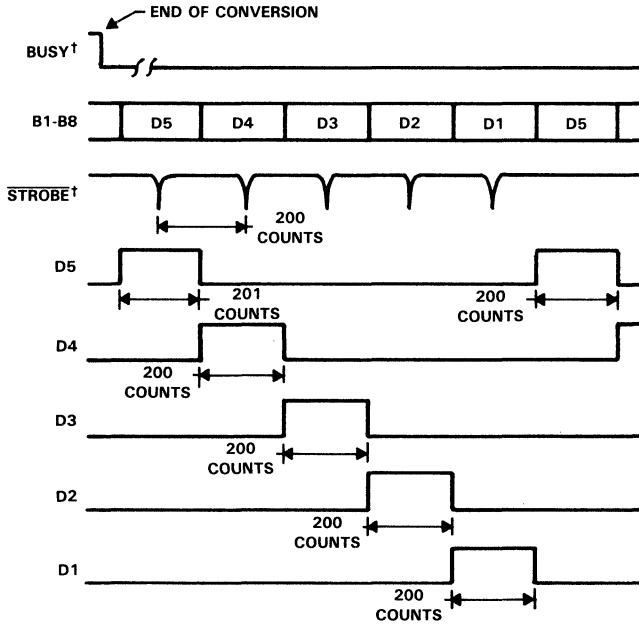 END OF CONVERSION
BUSY†
B1-B8 D5 D4 D3 D2 D1 D5
STROBE†
200
COUNTS
D5
201
COUNTS
200
COUNTS
D4
200
COUNTS
D3
200
COUNTS
D2
200
COUNTS
D1
200
COUNTS